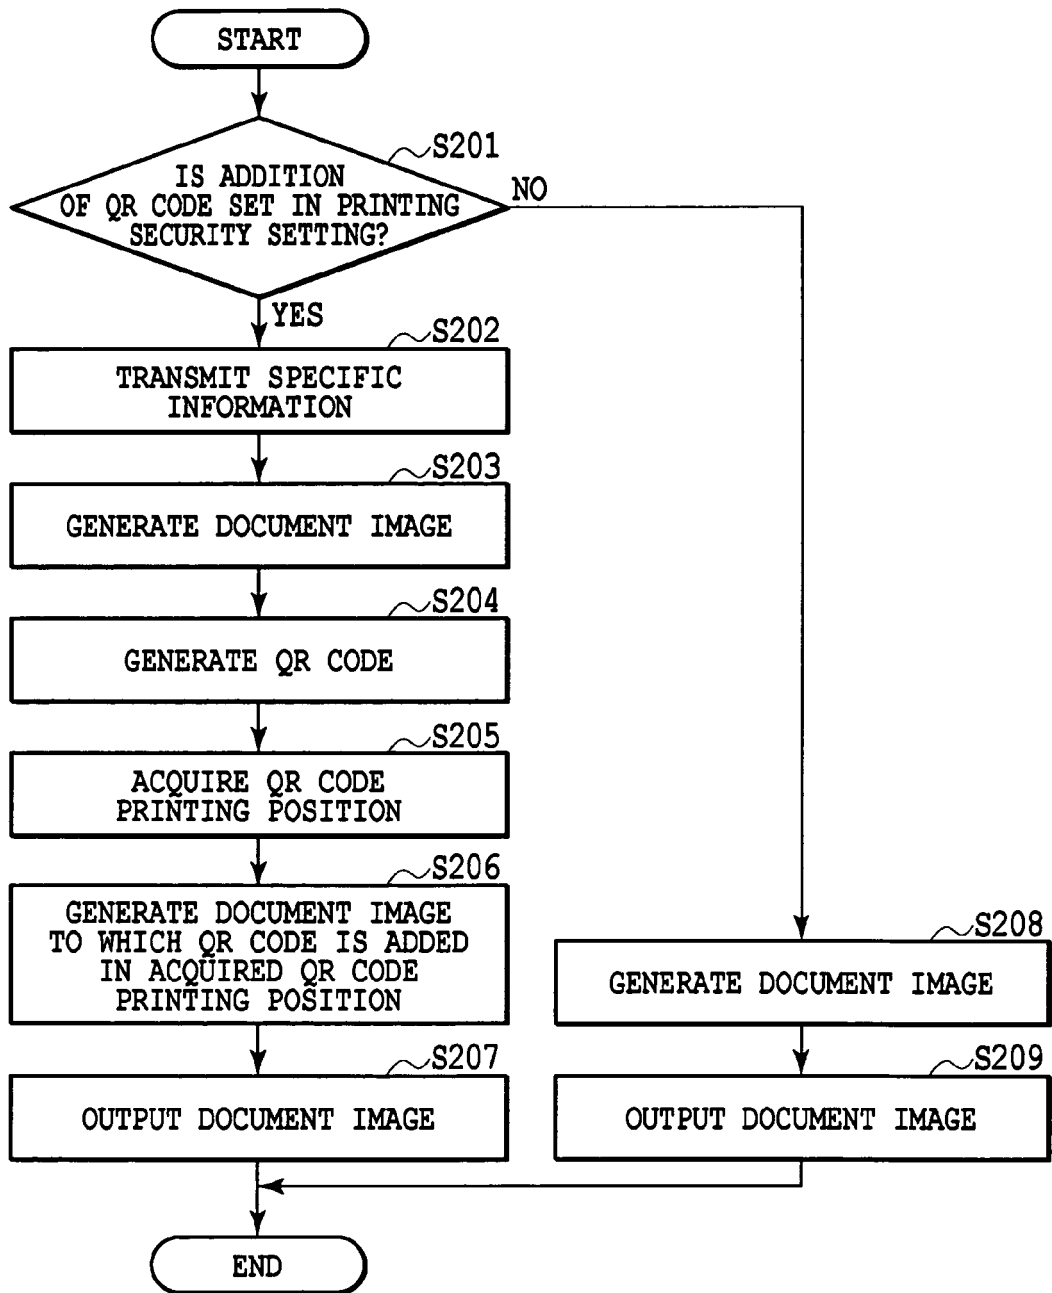 START
S201
IS ADDITION
OF QR CODE SET IN PRINTING
SECURITY SETTING?
NO
YES
S202
TRANSMIT SPECIFIC
INFORMATION
S203
GENERATE DOCUMENT IMAGE
S204
GENERATE QR CODE
S205
ACQUIRE QR CODE
PRINTING POSITION
S206
GENERATE DOCUMENT IMAGE
TO WHICH QR CODE IS ADDED
IN ACQUIRED QR CODE
PRINTING POSITION
S207
OUTPUT DOCUMENT IMAGE
S208
GENERATE DOCUMENT IMAGE
S209
OUTPUT DOCUMENT IMAGE
END